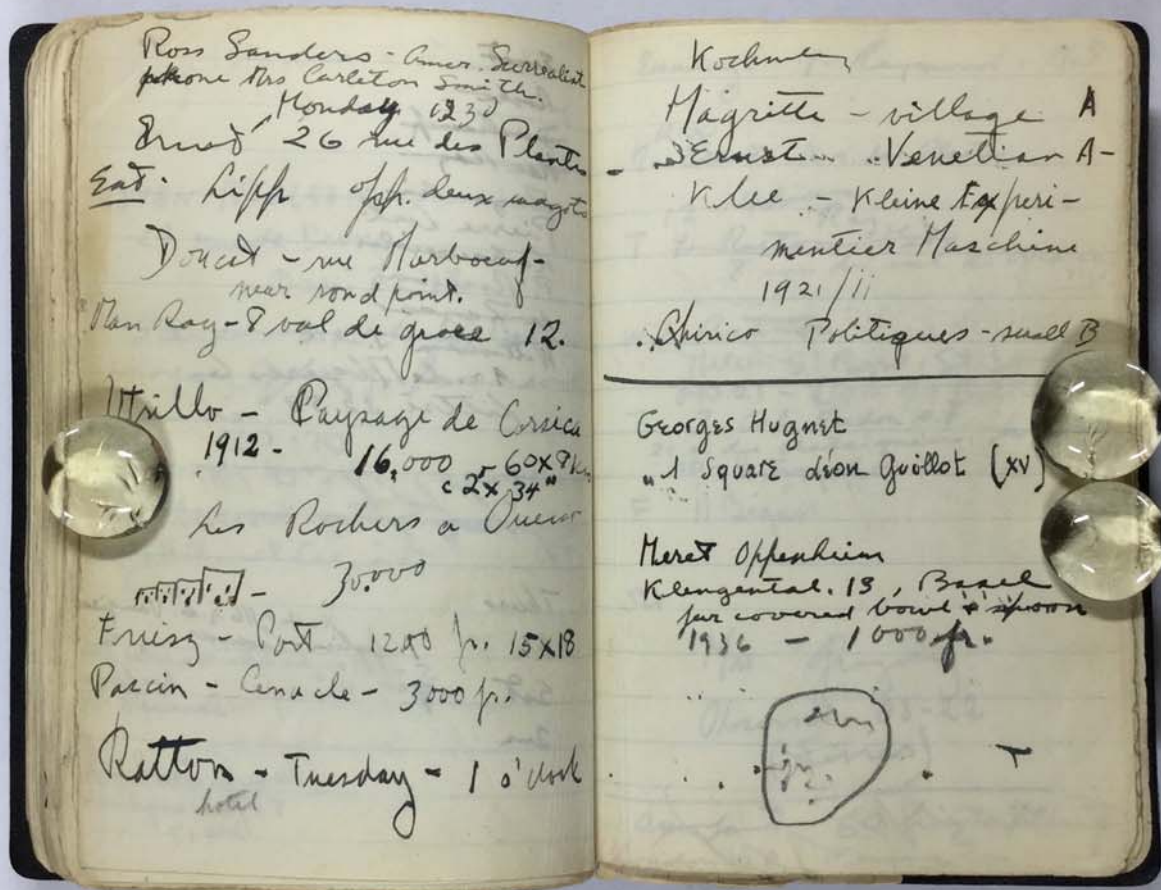 Ross Sanders - Amer. Surrealist
phone Mrs Carleton Smith.
Monday 1230
Ernst 26 rue des Plantes
Eat. Lipp opp. deux magots
Doucet - rue Marboeuf -
near rond point.
Man Ray - 8 val de grace 12.
Utrillo - Paysage de Corsica
1912. - 16,000 - 60x
c 2 x 34"
Les Rochers a
- 30.000
Friesz - Port 1200 fr. 15x18
Pascin - Cenacle - 3000 fr.
Ratton - Tuesday - 1 o'clock
hotel
Magritte - village A
Ernst Venetian A-
Klee - Kleine Experi-
mentier Maschine
1921/11
Chirico Politiques - small B
Georges Hugnet
1 Square Léon Guillot (XV)
Meret Oppenheim
Klengental. 13, Basel
fur covered bowl & spoon
1936 - 1000 fr.